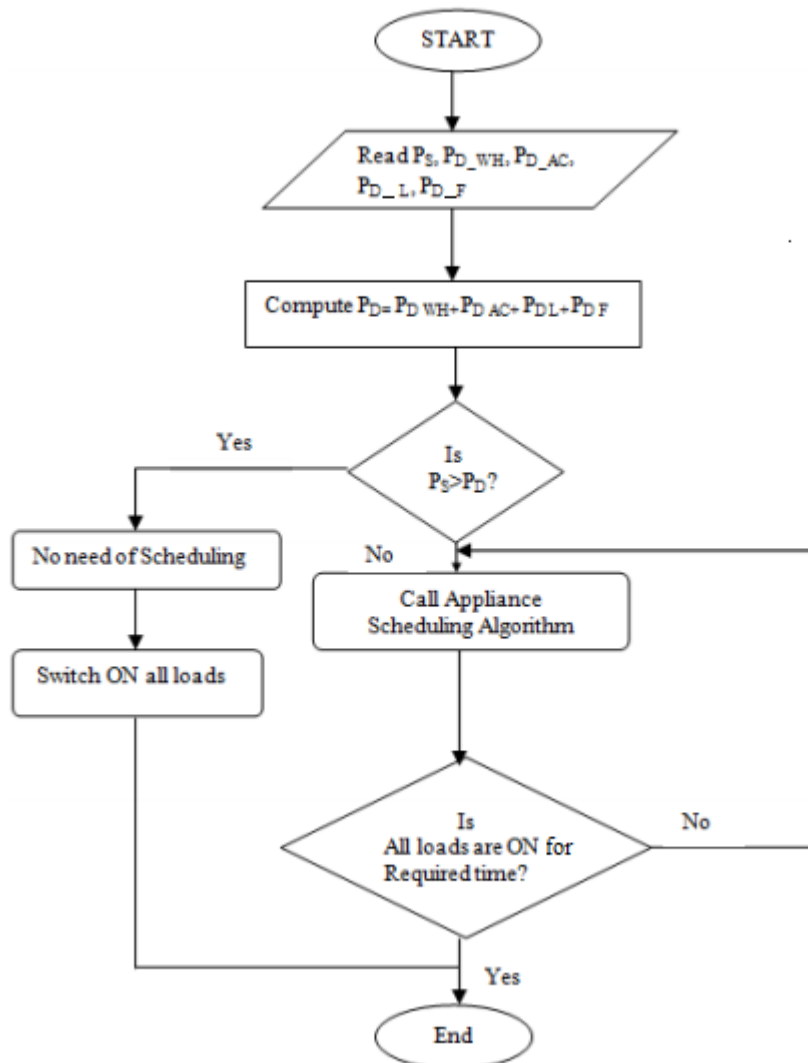 START
Read PS, PD_WH, PD_AC,
PD_ L, PD_F
Compute PD= PD WH+ PD AC+ PD L+ PD F
Is
PS>PD?
Yes
No need of Scheduling
Switch ON all loads
No
Call Appliance
Scheduling Algorithm
Is
All loads are ON for
Required time?
No
Yes
End